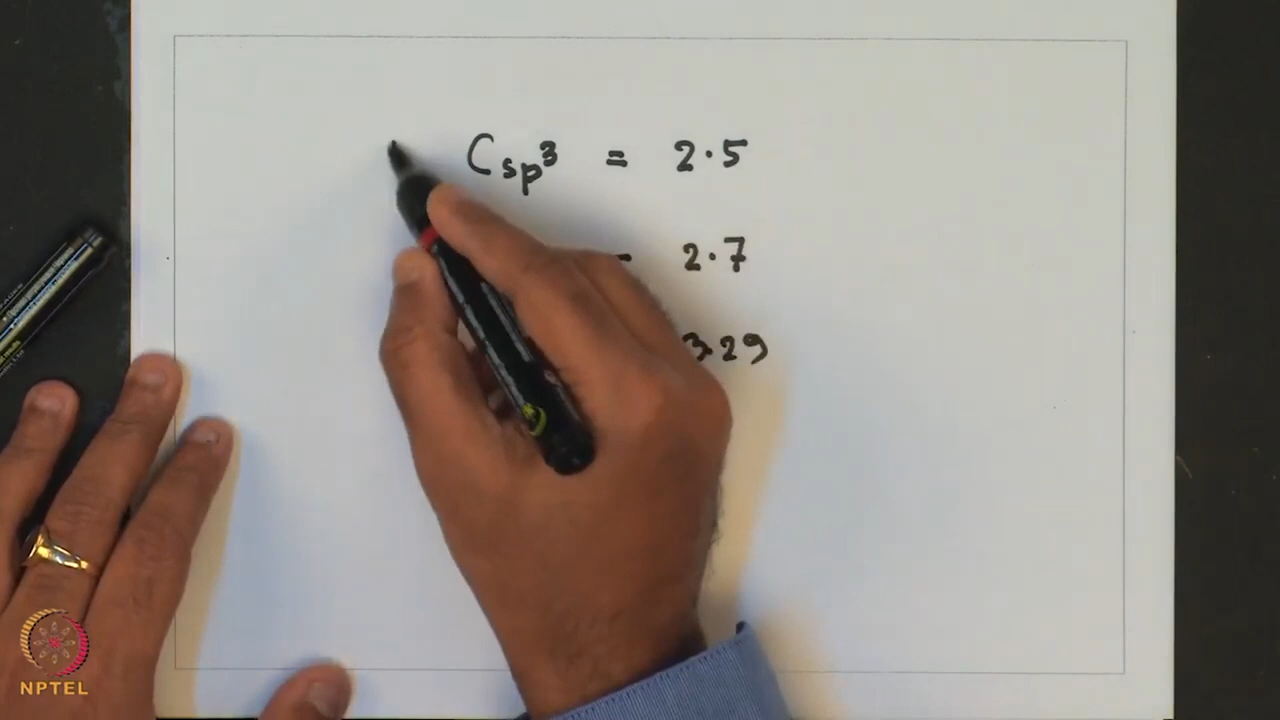 Csp³ = 2.5
= 2.7
3.29
NPTEL